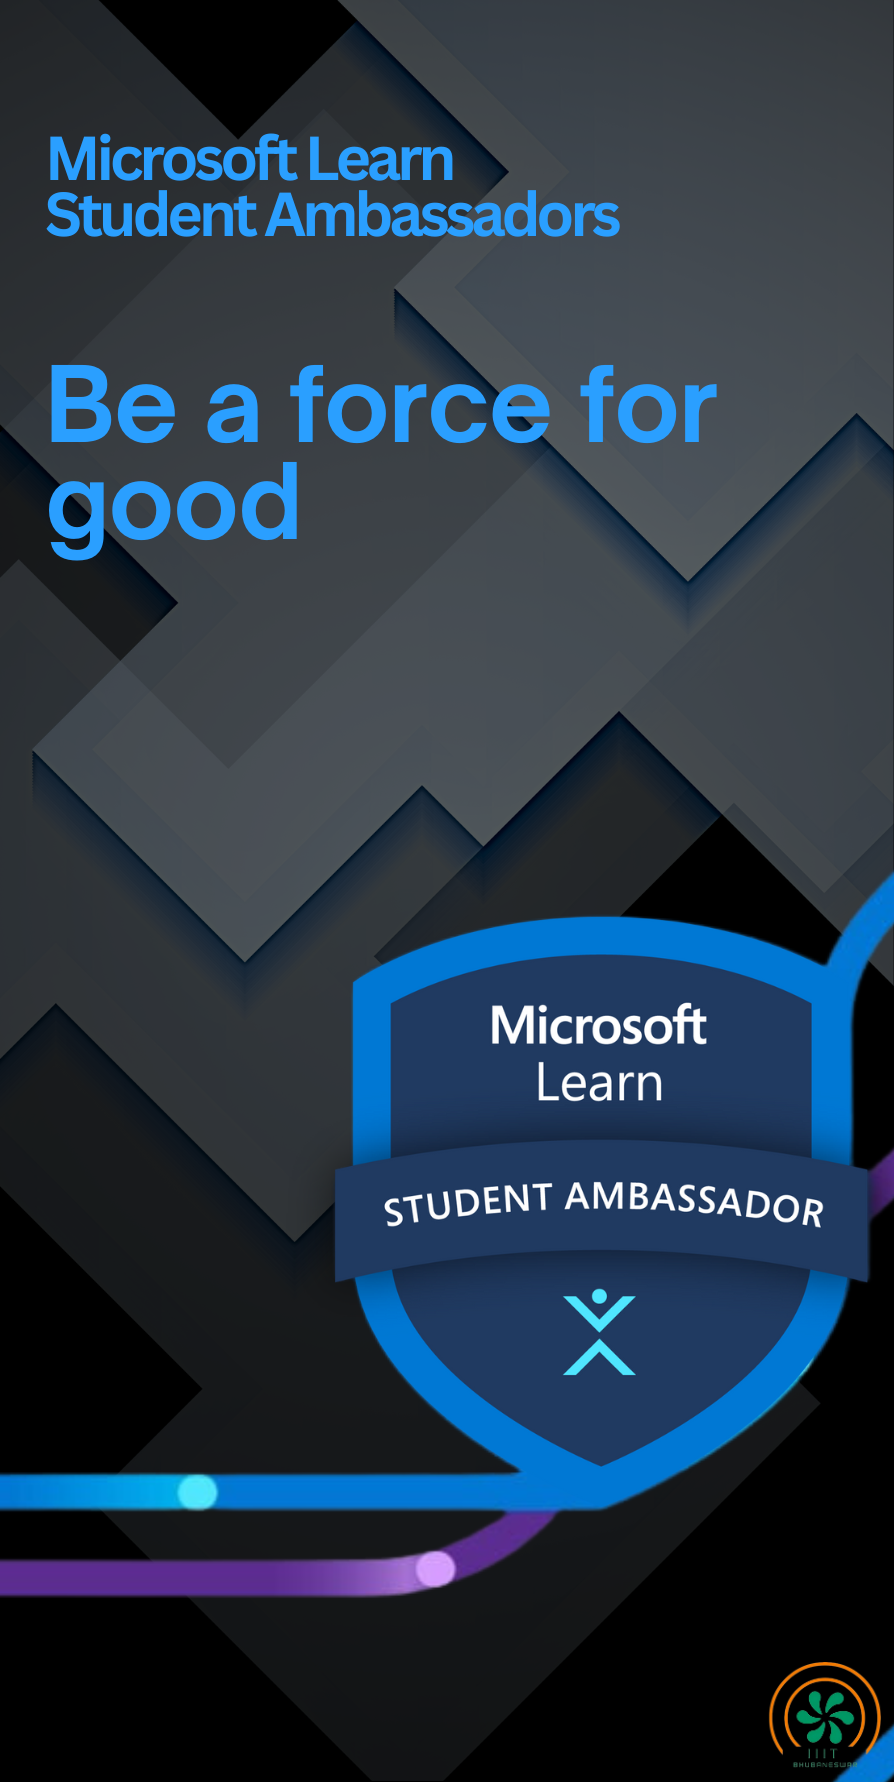 Microsoft Learn
Student Ambassadors
Be a force for
good
Microsoft
Learn
STUDENT AMBASSADOR
IIIT
BHUBANESWAR